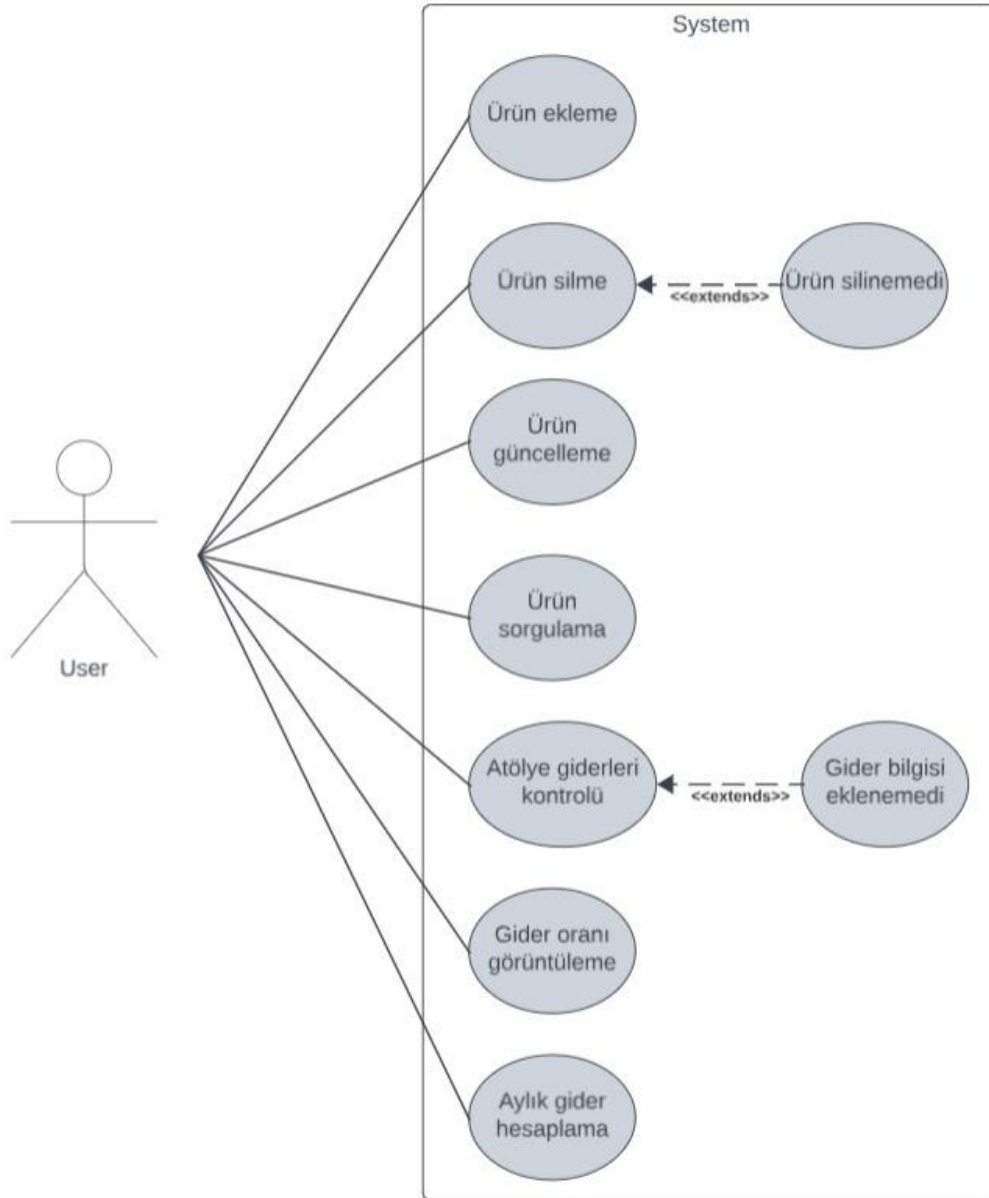 System
Ürün ekleme
Ürün silme
<<extends>>
Ürün silinemedi
Ürün
güncelleme
User
Ürün
sorgulama
Atölye giderleri
kontrolü
<<extends>>
Gider bilgisi
eklenemedi
Gider oranı
görüntüleme
Aylık gider
hesaplama